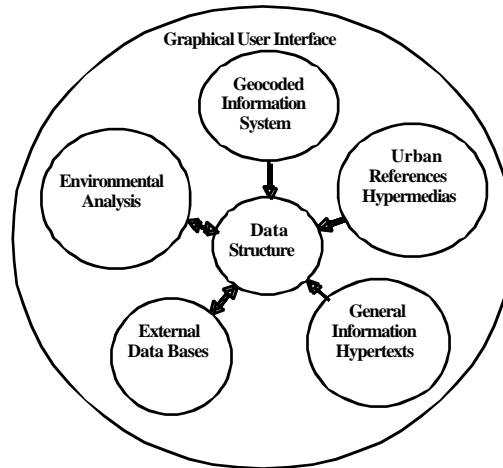 Graphical User Interface
Geocoded
Information
System
Urban
References
Hypermedias
Environmental
Analysis
Data
Structure
External
Data Bases
General
Information
Hypertexts